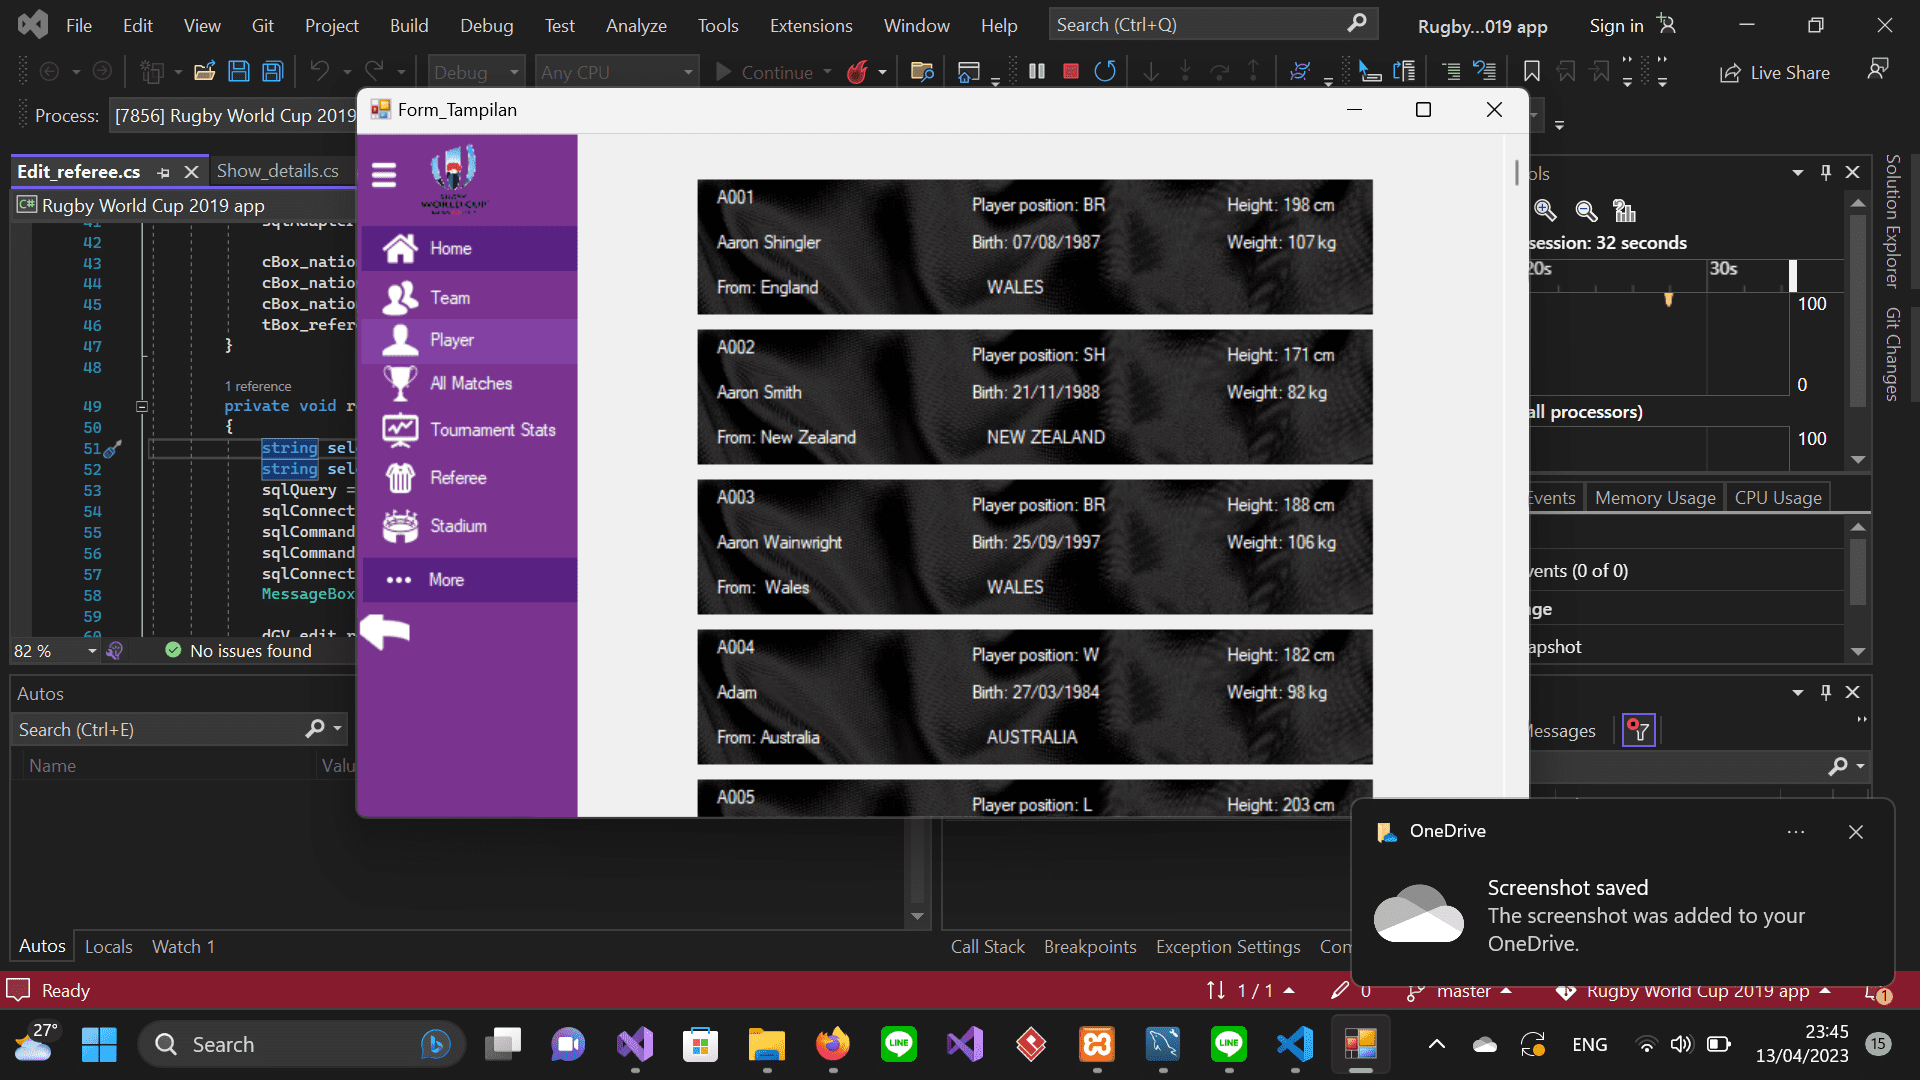 File Edit View Git Project Build Debug Test Analyze Tools Extensions Window Help Search (Ctrl+Q) Rugby...019 app Sign in
Debug Any CPU Continue Live Share
Process: [7856] Rugby World Cup 2019
Form_Tampilan
Edit_referee.cs Show_details.cs
Rugby World Cup 2019 app
41
42
43 cBox_natio
44 cBox_natio
45 cBox_natio
46 tBox_refer
47 }
48
1 reference
49 private void r
50 {
51 string sel
52 string sel
53 sqlQuery =
54 sqlConnect
55 sqlCommand
56 sqlCommand
57 sqlConnect
58 MessageBox
59
60 dGV_edit_r
82 % No issues found
WORLD CUP
Home
Team
Player
All Matches
Tournament Stats
Referee
Stadium
More
A001 Player position: BR Height: 198 cm
Aaron Shingler Birth: 07/08/1987 Weight: 107 kg
From: England WALES
A002 Player position: SH Height: 171 cm
Aaron Smith Birth: 21/11/1988 Weight: 82 kg
From: New Zealand NEW ZEALAND
A003 Player position: BR Height: 188 cm
Aaron Wainwright Birth: 25/09/1997 Weight: 106 kg
From: Wales WALES
A004 Player position: W Height: 182 cm
Adam Birth: 27/03/1984 Weight: 98 kg
From: Australia AUSTRALIA
A005 Player position: L Height: 203 cm
ols
session: 32 seconds
20s 30s
100
0
all processors)
100
Events Memory Usage CPU Usage
vents (0 of 0)
age
apshot
Messages
Solution Explorer
Git Changes
Autos
Search (Ctrl+E)
Name Valu
Autos Locals Watch 1
Call Stack Breakpoints Exception Settings Com
OneDrive
Screenshot saved
The screenshot was added to your
OneDrive.
Ready 1 / 1 0 master Rugby World Cup 2019 app 1
27°
Search
LINE
LINE
ENG
23:45
13/04/2023
15